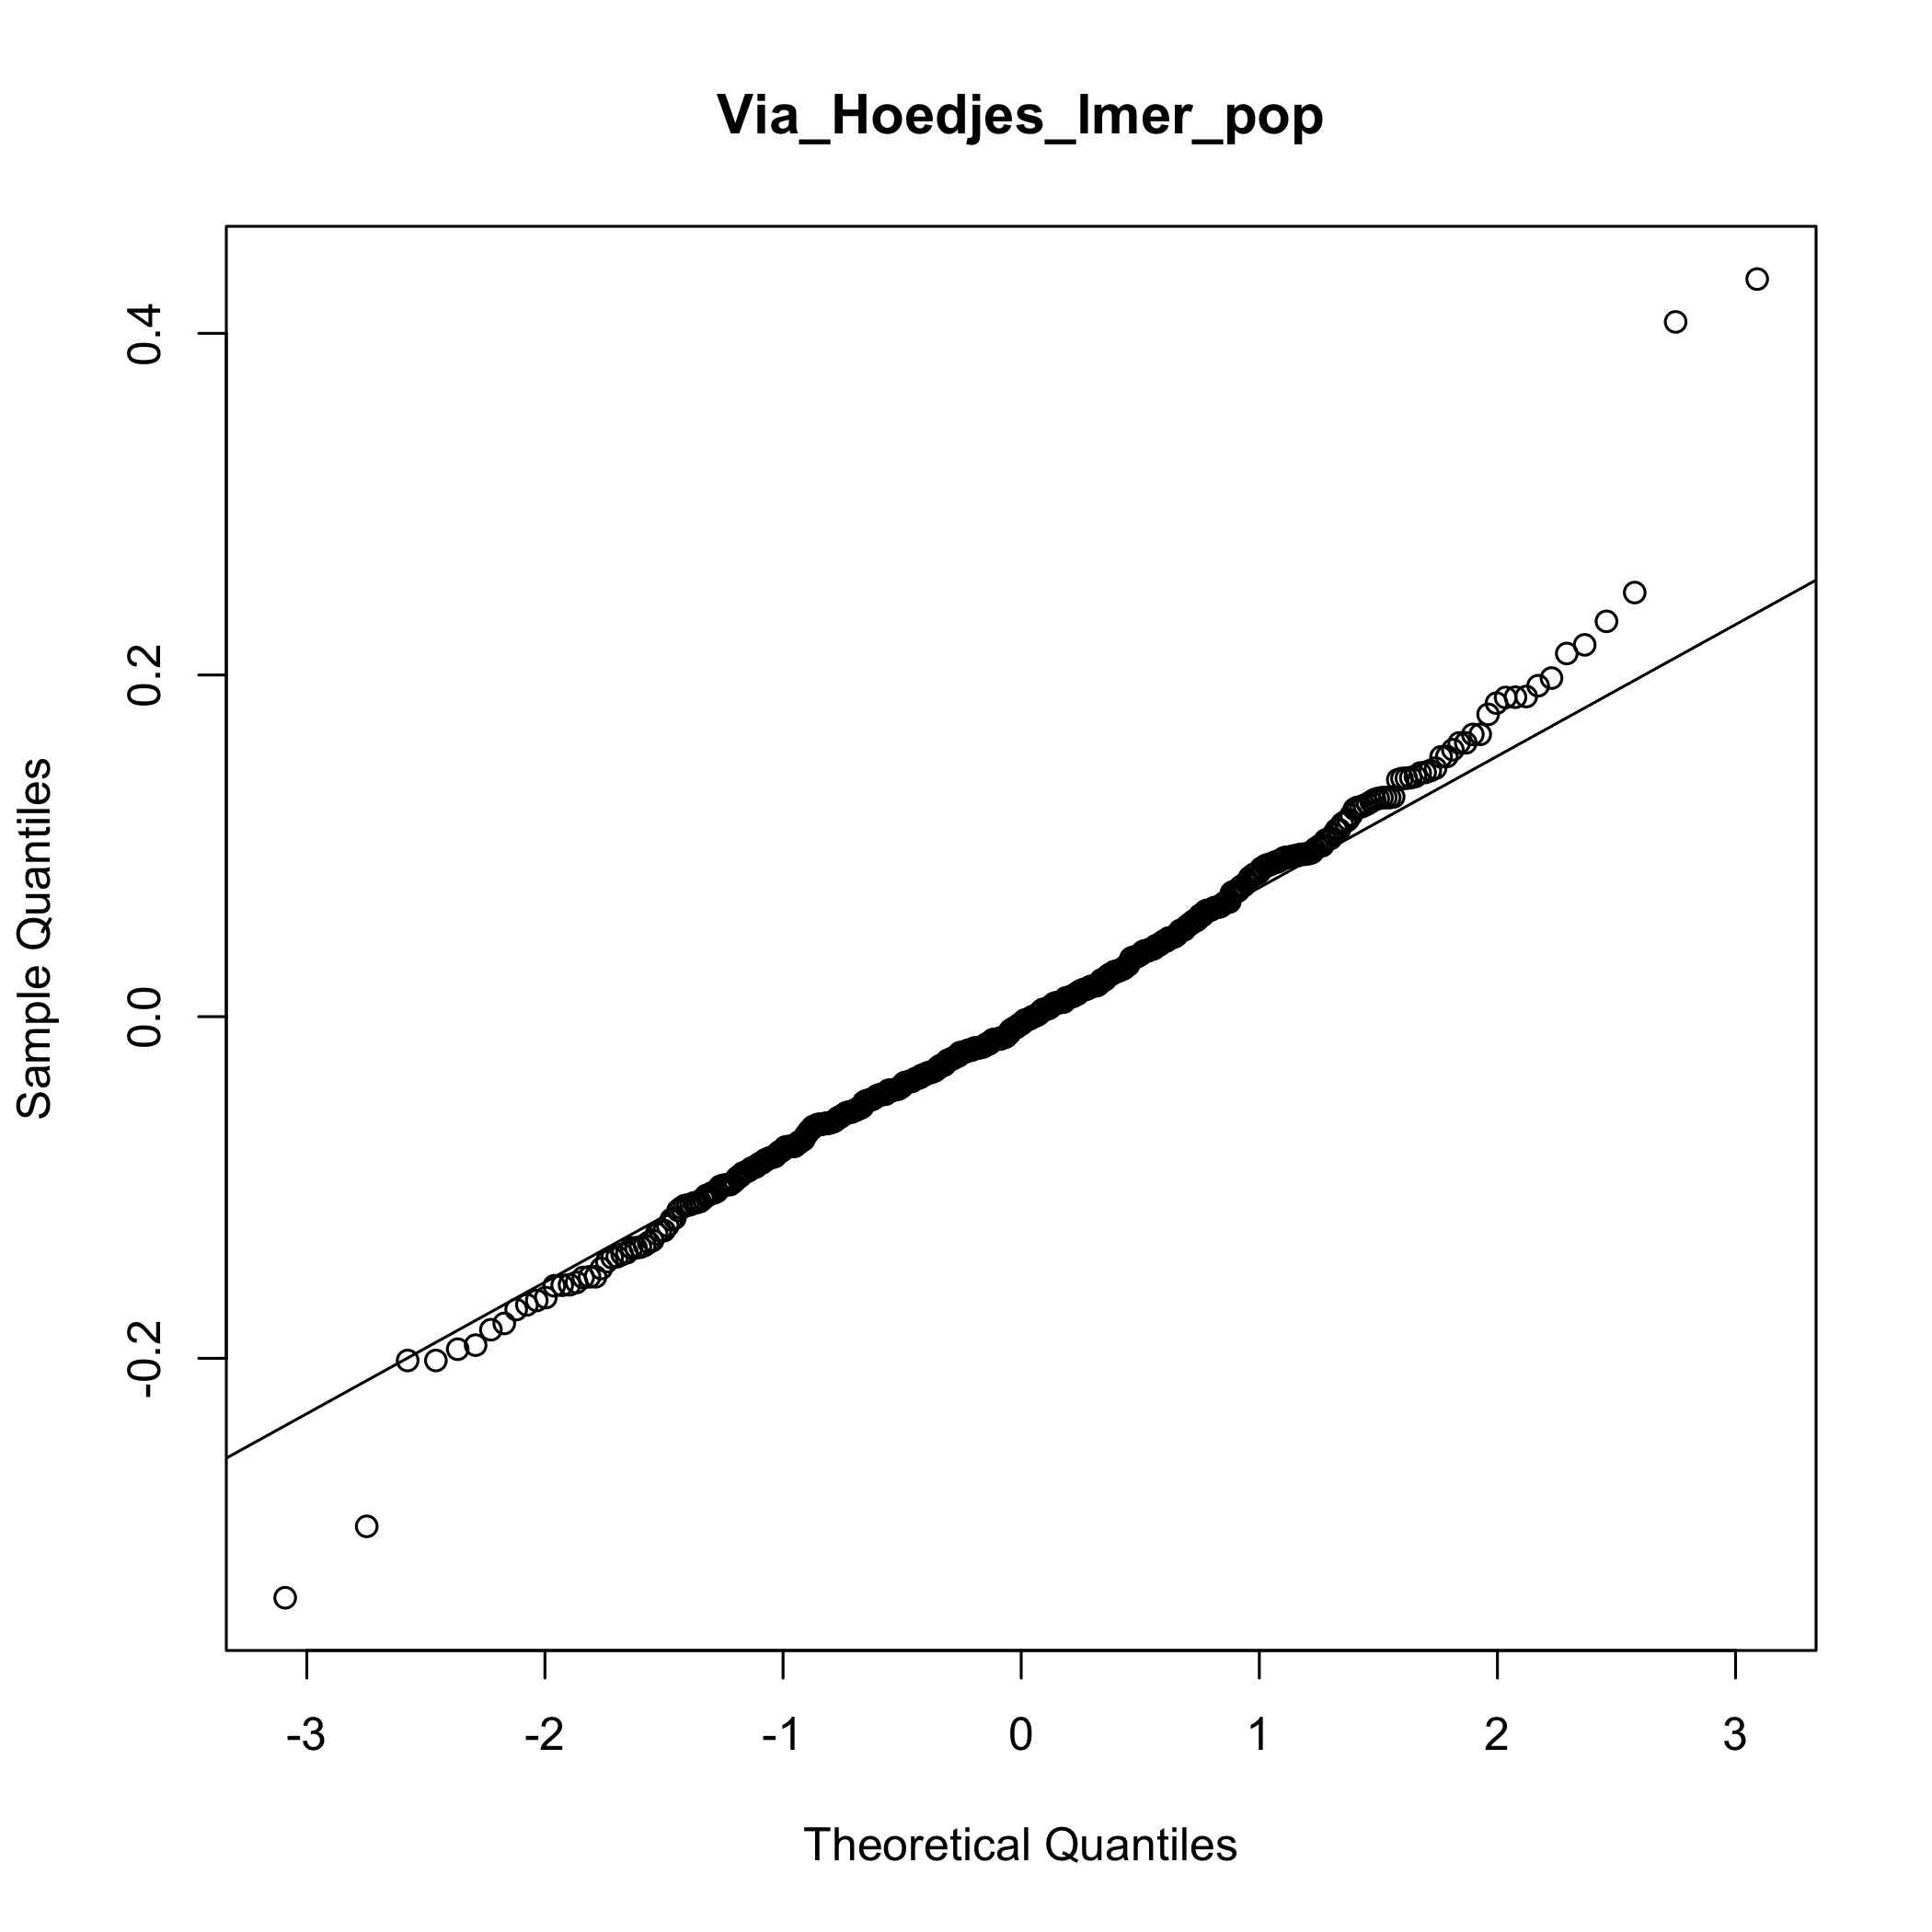 Via_Hoedjes_lmer_pop
0.4
0.2
0.0
-0.2
Sample Quantiles
-3 -2 -1 0 1 2 3
Theoretical Quantiles